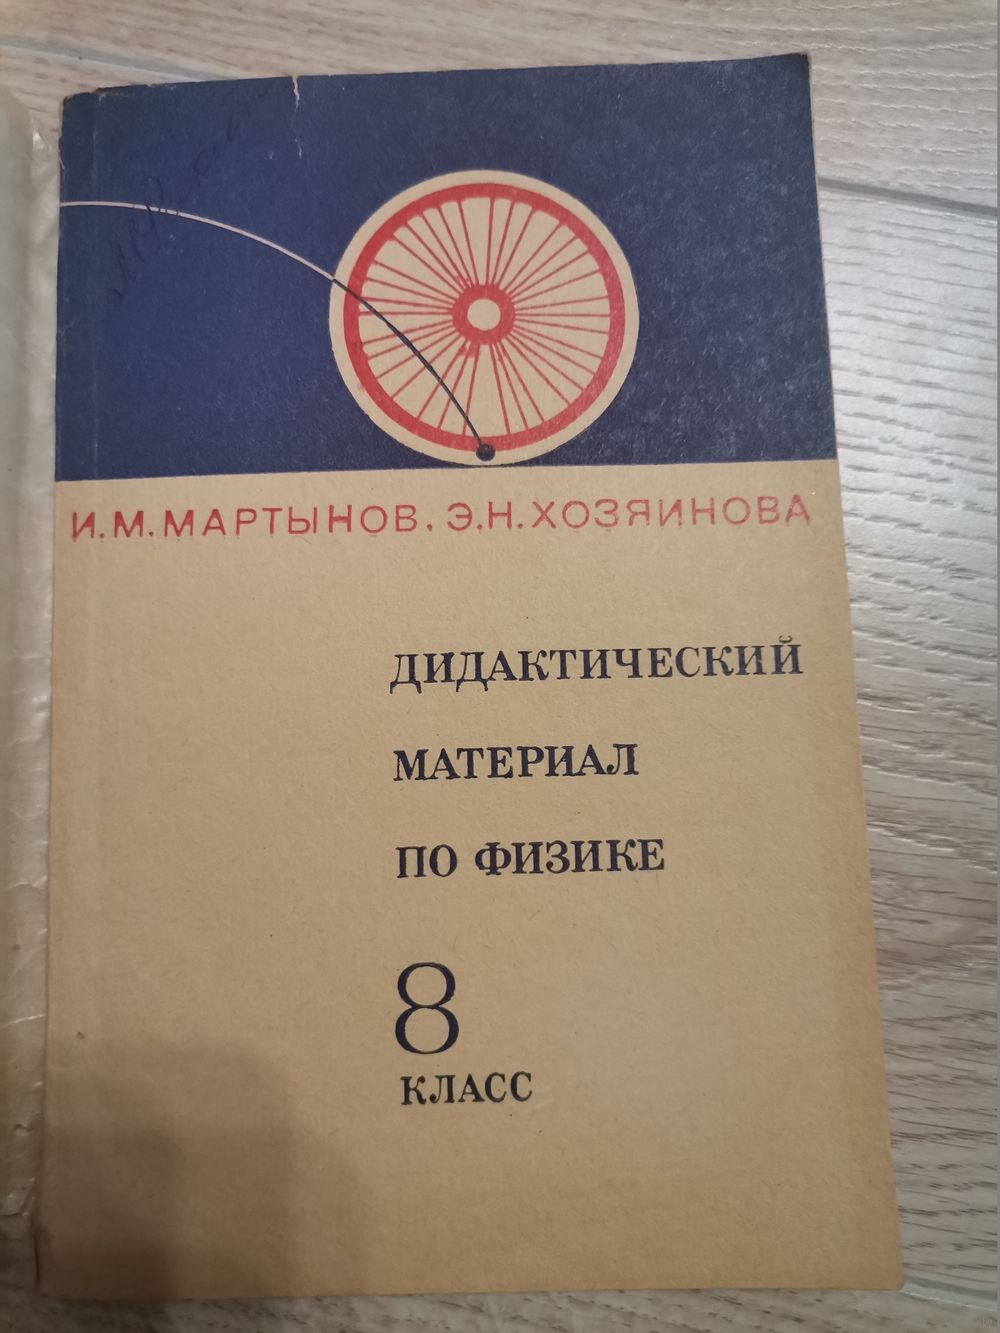 И.М.МАРТЫНОВ, Э.Н.ХОЗЯИНОВА
ДИДАКТИЧЕСКИЙ
МАТЕРИАЛ
ПО ФИЗИКЕ
8
КЛАСС